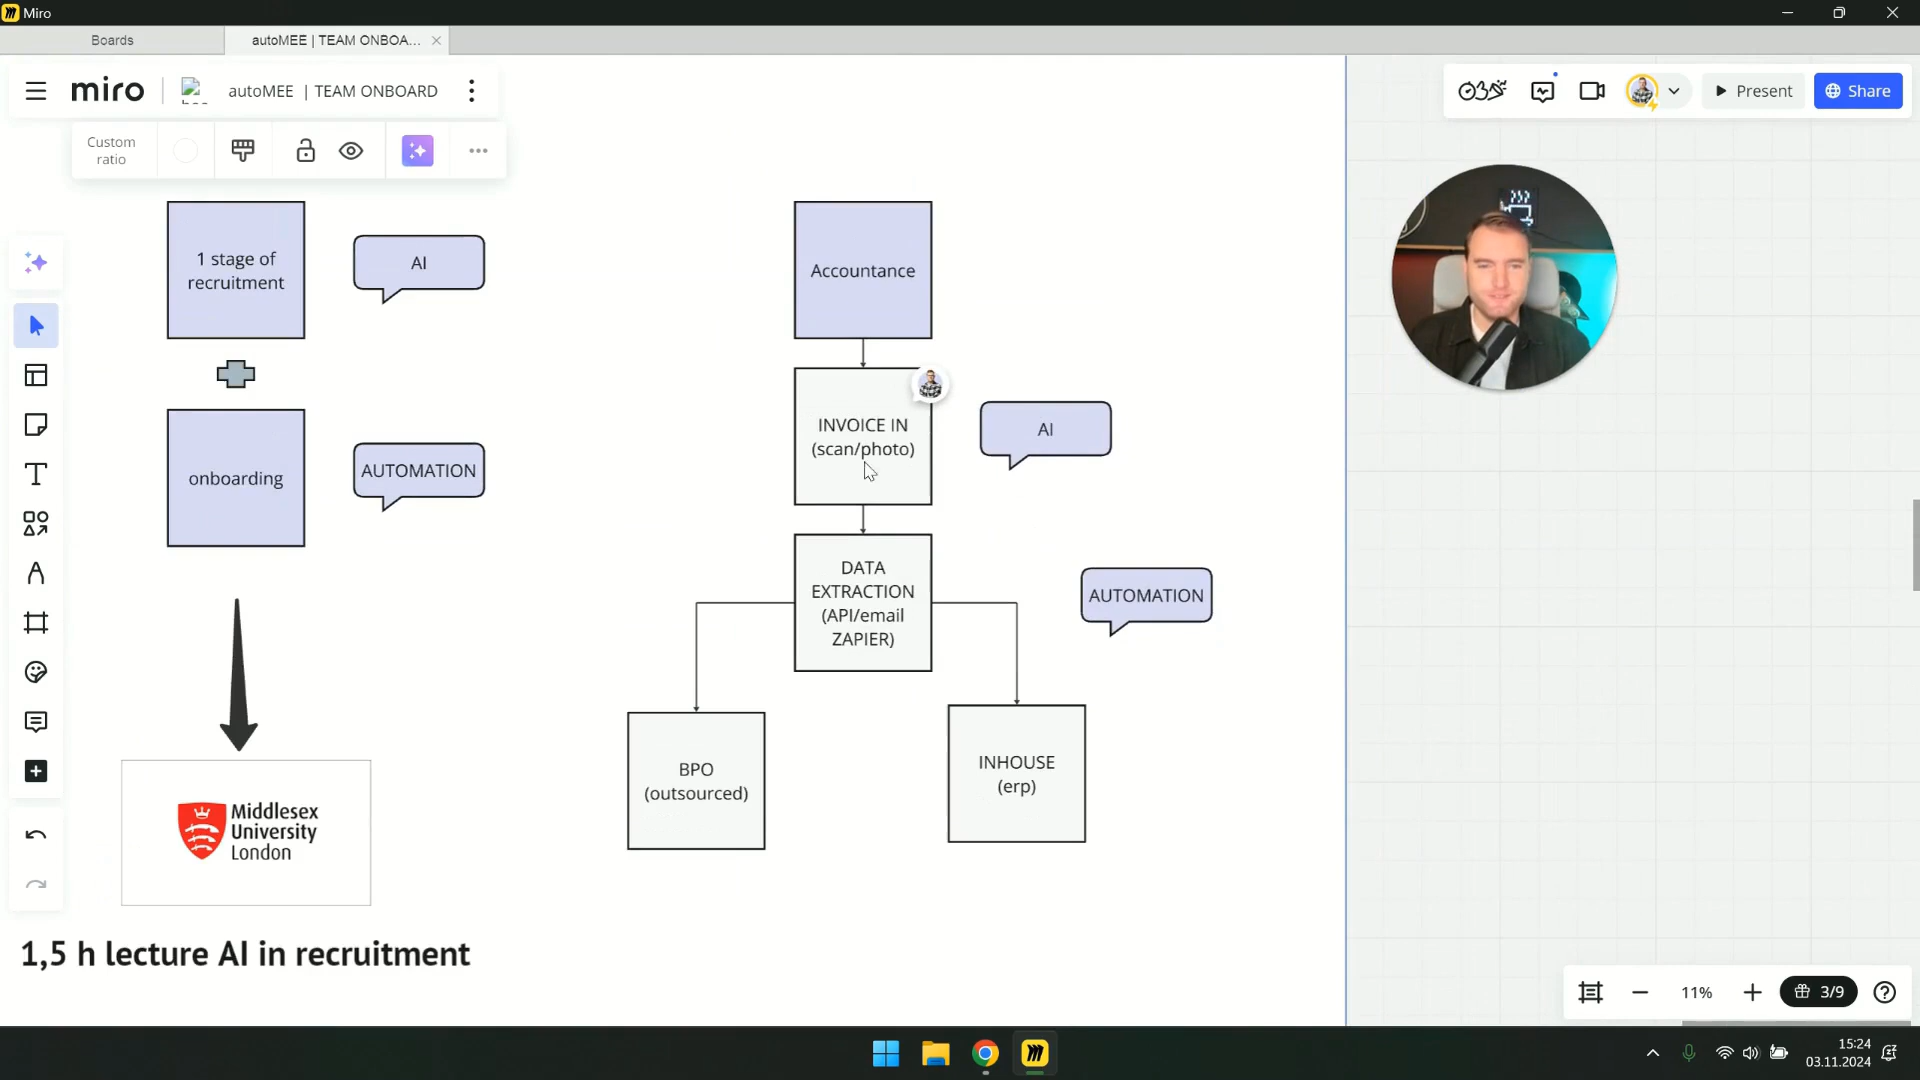 Miro
Boards
autoMEE | TEAM ONBOA...
miro
autoMEE | TEAM ONBOARD
Present
Share
Custom
ratio
1 stage of
recruitment
AI
onboarding
AUTOMATION
Middlesex
University
London
1,5 h lecture AI in recruitment
Accountance
INVOICE IN
(scan/photo)
AI
DATA
EXTRACTION
(API/email
ZAPIER)
AUTOMATION
BPO
(outsourced)
INHOUSE
(erp)
11%
3/9
15:24
03.11.2024